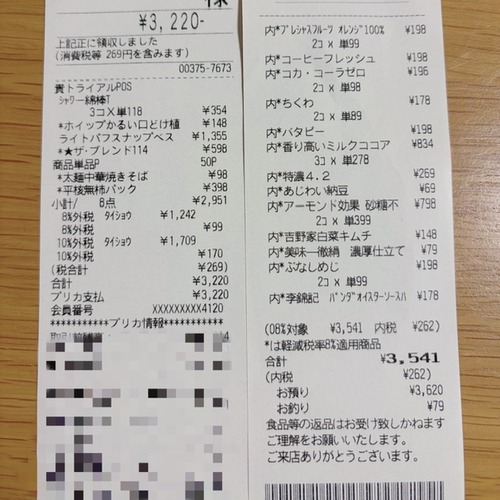 様
¥3,220-
上記正に領収しました
(消費税等 269円を含みます)
00375-7673
貴トライアルPOS
シャワー綿棒T
3コ×単118 ¥354
*ホイップかるい口どけ植 ¥148
ライトパフスナップベス ¥1,355
*★ザ・ブレンド114 ¥598
商品単品P 50P
*太麺中華焼きそば ¥98
*平核無柿パック ¥398
小計/ 8点 ¥2,951
8%外税 タイショウ ¥1,242
8%外税 ¥99
10%外税 タイショウ ¥1,709
10%外税 ¥170
(税合計 ¥269)
合計 ¥3,220
プリカ支払 ¥3,220
会員番号 XXXXXXXXX4120
**********プリカ情報**********
内*プレシャスフルーツ オレンジ100% ¥198
2コ × 単99
内*コーヒーフレッシュ ¥198
内*コカ・コーラゼロ ¥196
2コ × 単98
内*ちくわ ¥178
2コ × 単89
内*バタピー ¥198
内*香り高いミルクココア 834
3コ × 単278
内*特濃4.2 ¥269
内*あじわい納豆 ¥69
内*アーモンド効果 砂糖不 ¥798
2コ × 単399
内*吉野家白菜キムチ ¥148
内*美味一徹絹 濃厚仕立て ¥79
内*ぶなしめじ ¥198
2コ × 単99
内*李錦記 パンダオイスターソースハ ¥178
(08%対象 ¥3,541 内税 ¥262)
*は軽減税率8%適用商品
合計 ¥3,541
(内税 ¥262)
お預り ¥3,620
お釣り ¥79
食品等の返品はお受け致しかねます
ご理解をお願いいたします。
ご来店ありがとうございます。